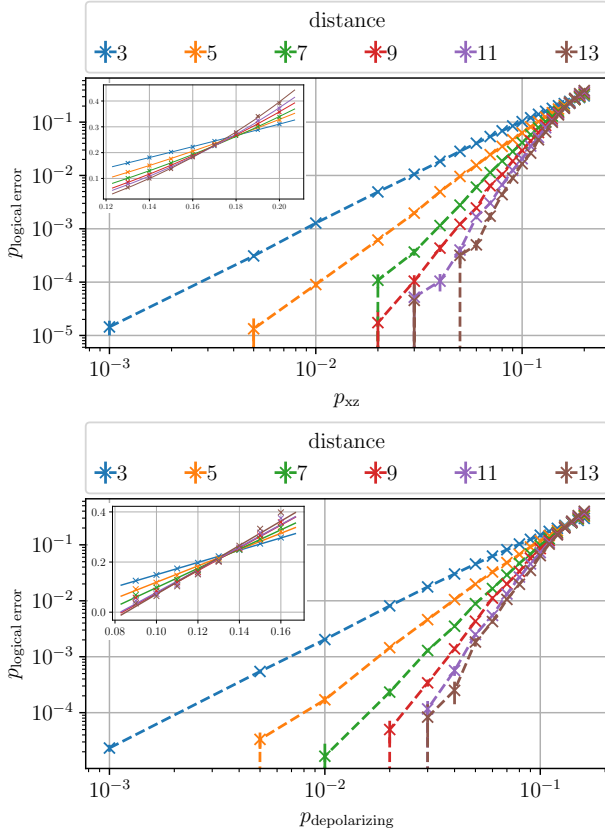 distance
3 5 7 9 11 13
10⁻¹
10⁻²
10⁻³
10⁻⁴
10⁻⁵
p_logical error
0.4
0.3
0.2
0.1
0.12 0.14 0.16 0.18 0.20
10⁻³ 10⁻² 10⁻¹
p_xz
distance
3 5 7 9 11 13
10⁻¹
10⁻²
10⁻³
10⁻⁴
p_logical error
0.4
0.2
0.0
0.08 0.10 0.12 0.14 0.16
10⁻³ 10⁻² 10⁻¹
p_depolarizing